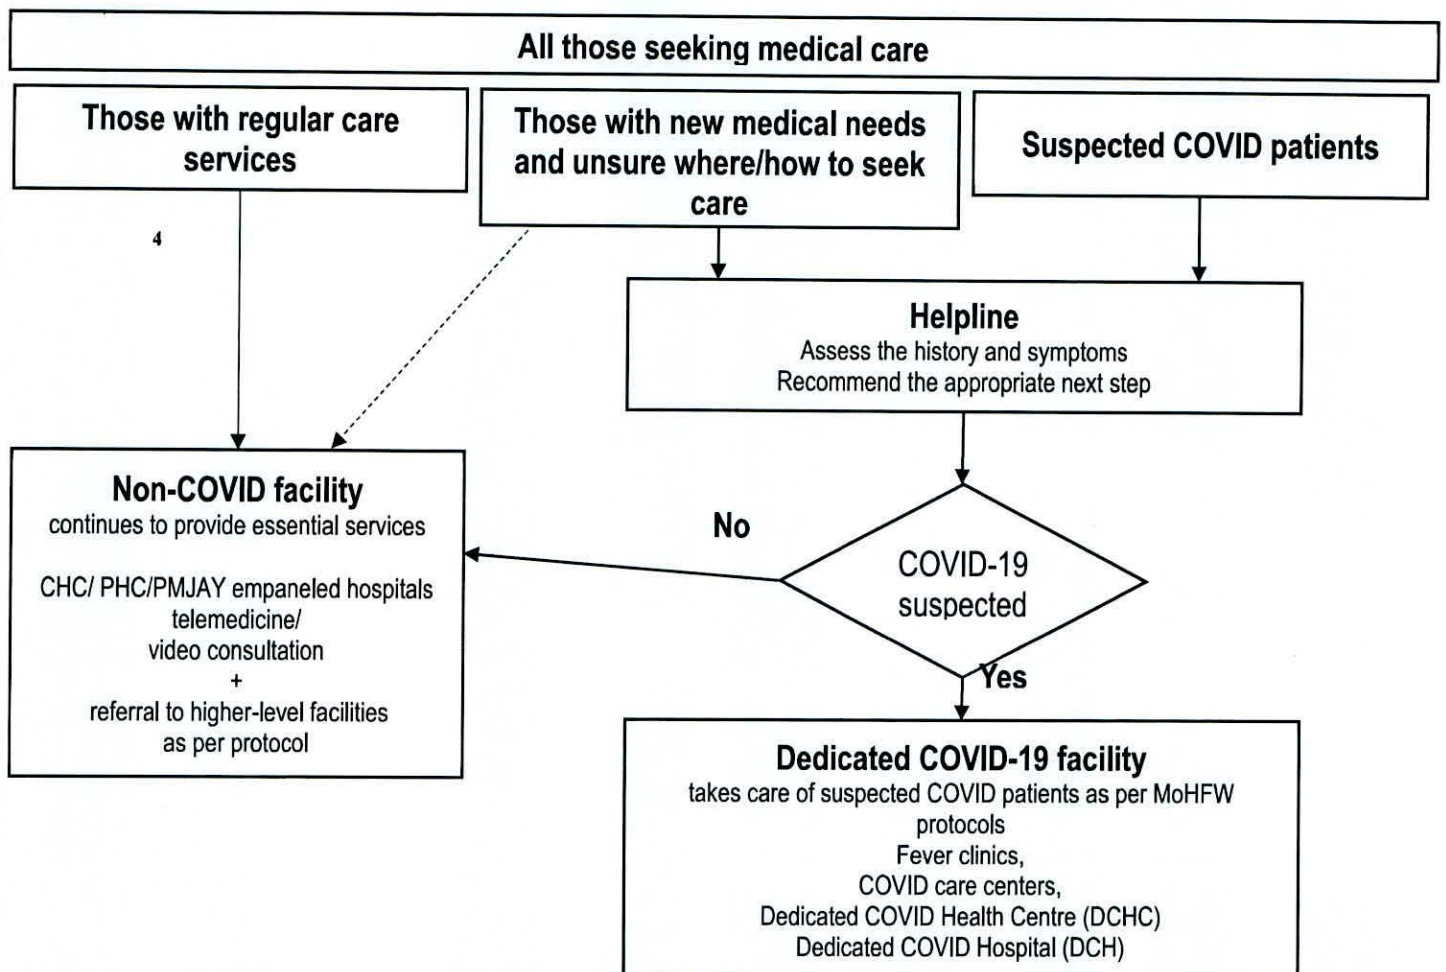 All those seeking medical care
Those with regular care
services
Those with new medical needs
and unsure where/how to seek
care
Suspected COVID patients
4
Helpline
Assess the history and symptoms
Recommend the appropriate next step
Non-COVID facility
continues to provide essential services
CHC/ PHC/PMJAY empaneled hospitals
telemedicine/
video consultation
+
referral to higher-level facilities
as per protocol
No
COVID-19
suspected
Yes
Dedicated COVID-19 facility
takes care of suspected COVID patients as per MoHFW
protocols
Fever clinics,
COVID care centers,
Dedicated COVID Health Centre (DCHC)
Dedicated COVID Hospital (DCH)